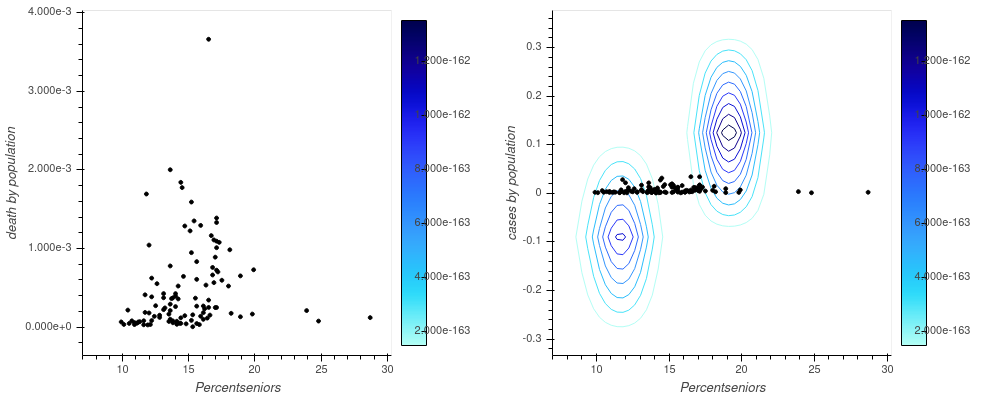 4.000e-3
3.000e-3
2.000e-3
1.000e-3
0.000e+0
death by population
10
15
20
25
30
Percentseniors
1.200e-162
1.000e-162
8.000e-163
6.000e-163
4.000e-163
2.000e-163
0.3
0.2
0.1
0
-0.1
-0.2
-0.3
cases by population
10
15
20
25
30
Percentseniors
1.200e-162
1.000e-162
8.000e-163
6.000e-163
4.000e-163
2.000e-163